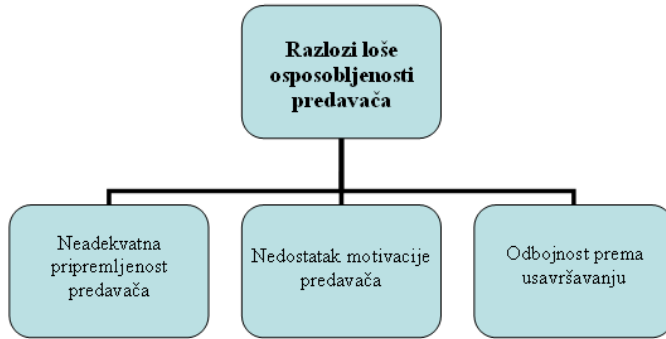 Razlozi loše
osposobljenosti
predavača
Neadekvatna
pripremljenost
predavača
Nedostatak motivacije
predavača
Odbojnost prema
usavršavanju